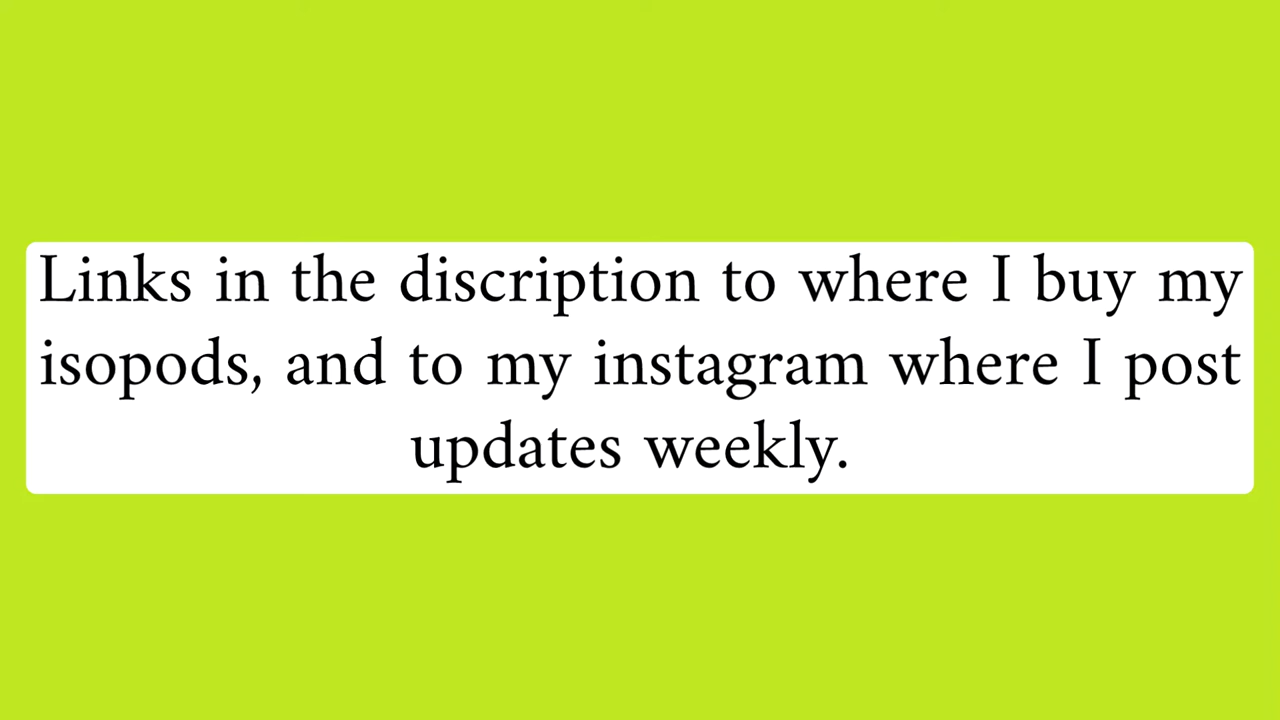 Links in the discription to where I buy my
isopods, and to my instagram where I post
updates weekly.